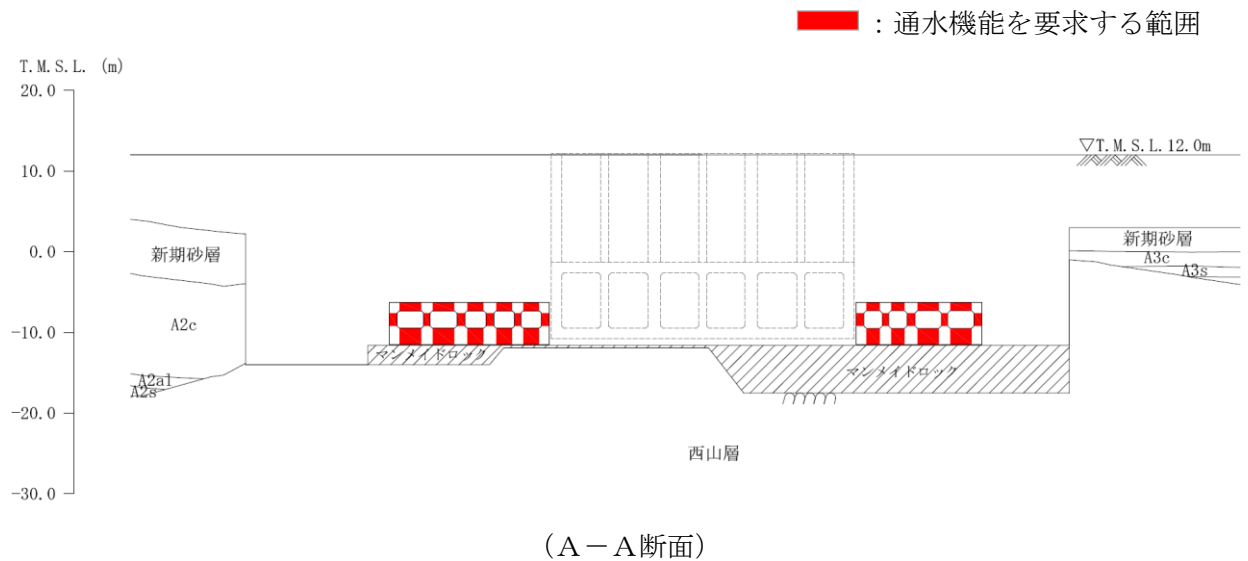 ：通水機能を要求する範囲
T.M.S.L. (m)
20.0
10.0
0.0
-10.0
-20.0
-30.0
▽T.M.S.L.12.0m
新期砂層
A2c
A2a1
A2s
新期砂層
A3c
A3s
マンメイドロック
マンメイドロック
西山層
（A－A断面）